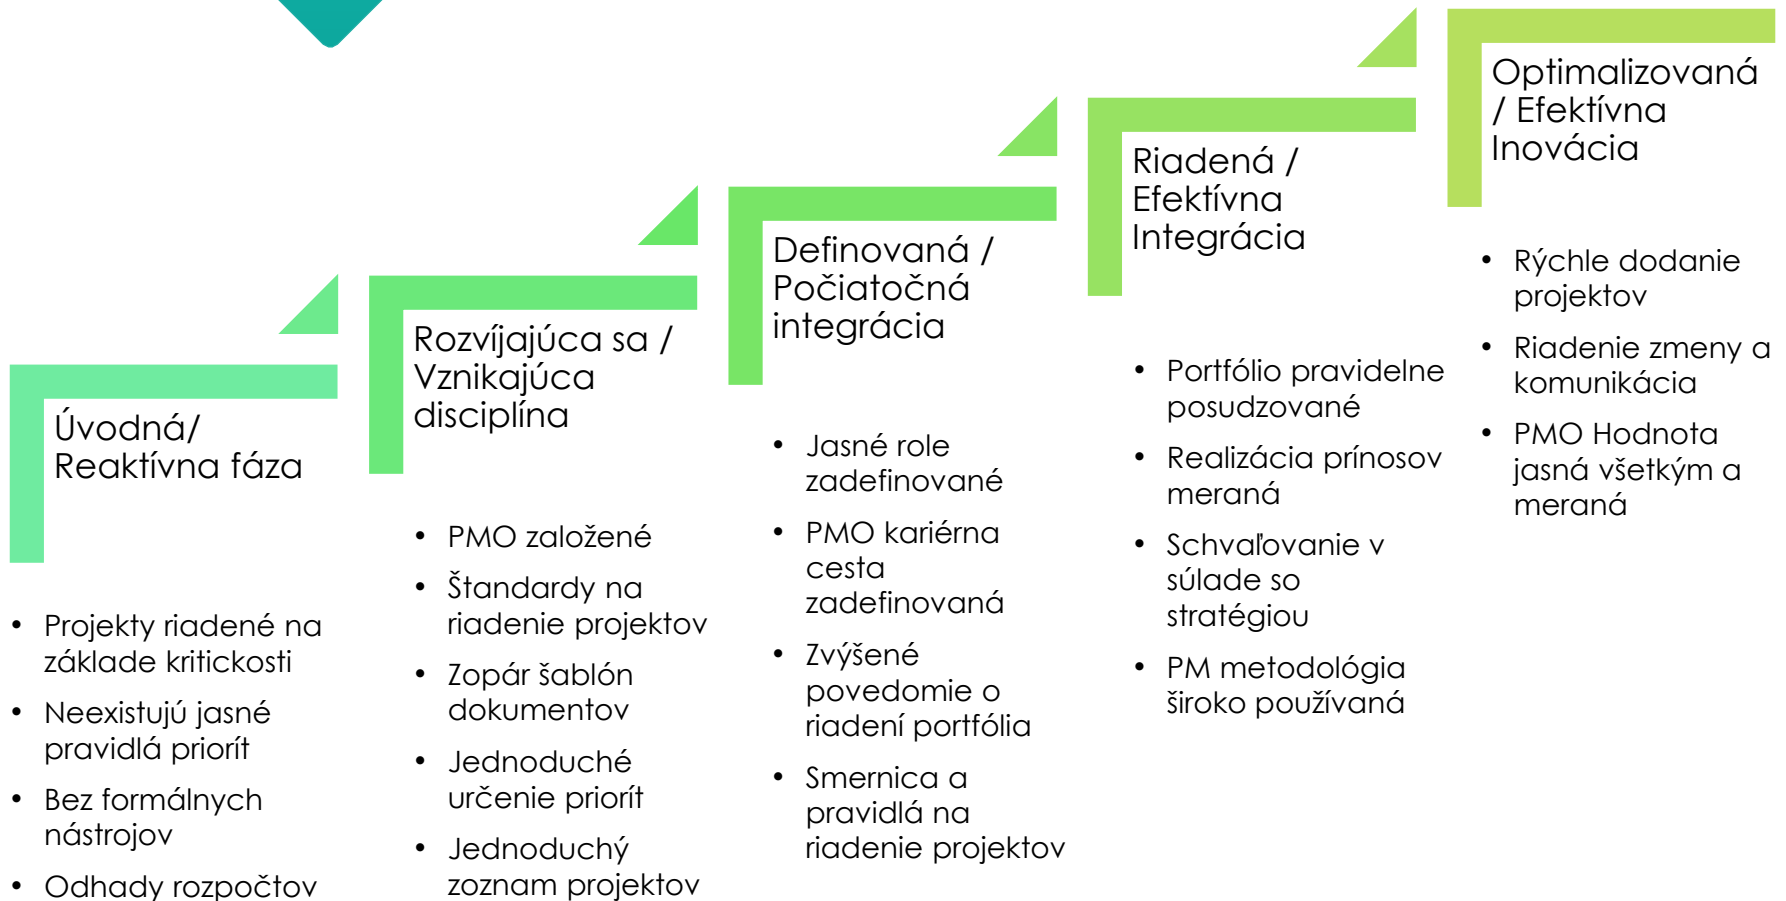 Úvodná/
Reaktívna fáza
• Projekty riadené na
základe kritickosti
• Neexistujú jasné
pravidlá priorít
• Bez formálnych
nástrojov
• Odhady rozpočtov
Rozvíjajúca sa /
Vznikajúca
disciplína
• PMO založené
• Štandardy na
riadenie projektov
• Zopár šablón
dokumentov
• Jednoduché
určenie priorít
• Jednoduchý
zoznam projektov
Definovaná /
Počiatočná
integrácia
• Jasné role
zadefinované
• PMO kariérna
cesta
zadefinovaná
• Zvýšené
povedomie o
riadení portfólia
• Smernica a
pravidlá na
riadenie projektov
Riadená /
Efektívna
Integrácia
• Portfólio pravidelne
posudzované
• Realizácia prínosov
meraná
• Schvaľovanie v
súlade so
stratégiou
• PM metodológia
široko používaná
Optimalizovaná
/ Efektívna
Inovácia
• Rýchle dodanie
projektov
• Riadenie zmeny a
komunikácia
• PMO Hodnota
jasná všetkým a
meraná